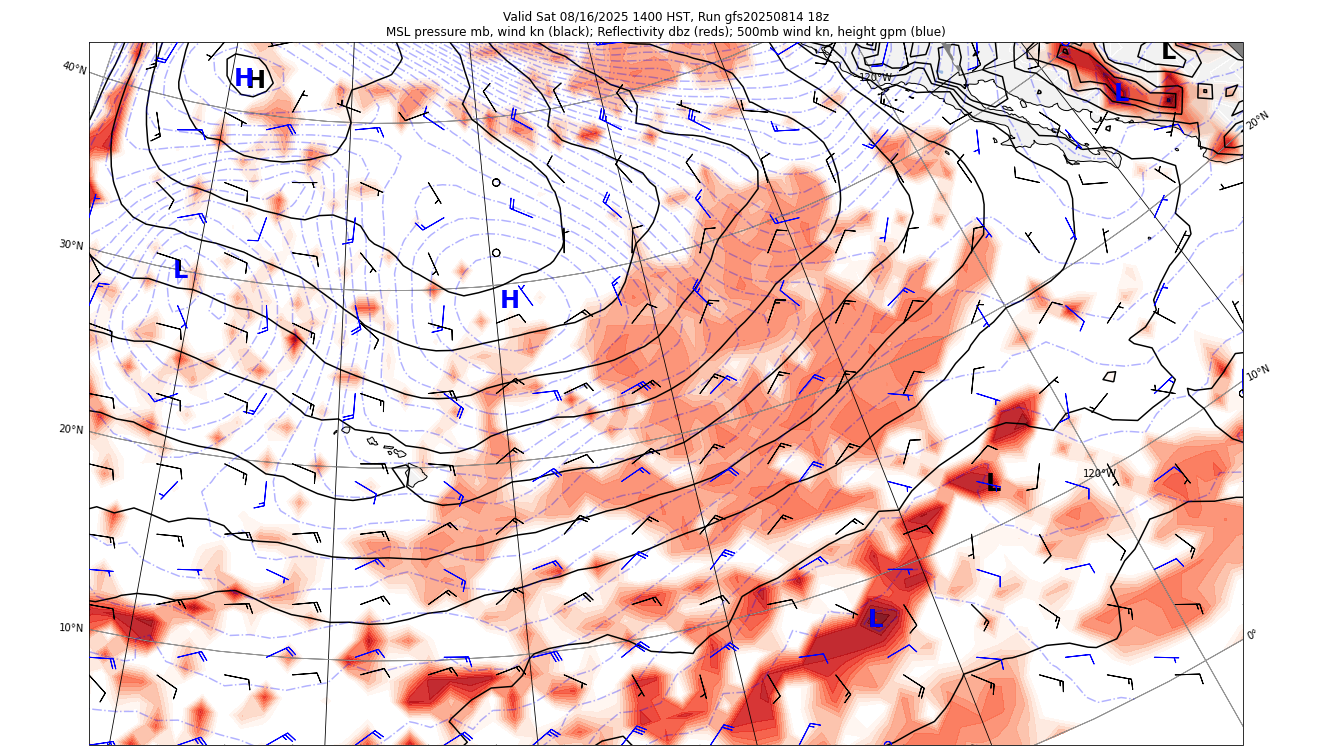 Valid Sat 08/16/2025 1400 HST, Run gfs20250814 18z
MSL pressure mb, wind kn (black); Reflectivity dbz (reds); 500mb wind kn, height gpm (blue)
40°N
H
H
120°W
L
L
20°N
30°N
L
H
10°N
20°N
120°W
L
10°N
L
0°